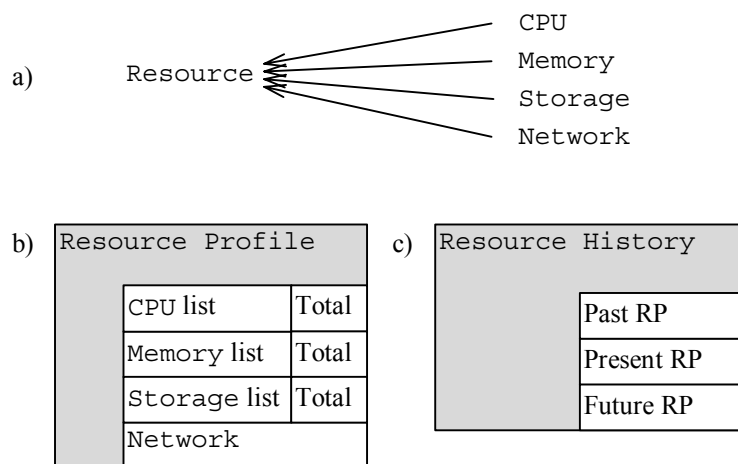 a)
Resource
CPU
Memory
Storage
Network
b)
Resource Profile
CPU list Total
Memory list Total
Storage list Total
Network
c)
Resource History
Past RP
Present RP
Future RP